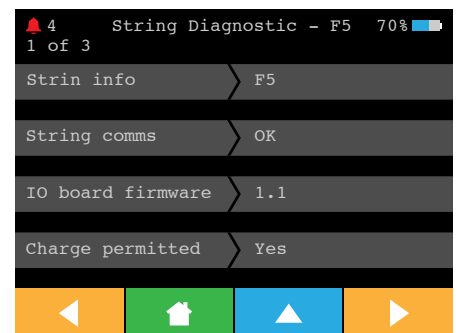 4 String Diagnostic - F5 70%
1 of 3
Strin info F5
String comms OK
IO board firmware 1.1
Charge permitted Yes